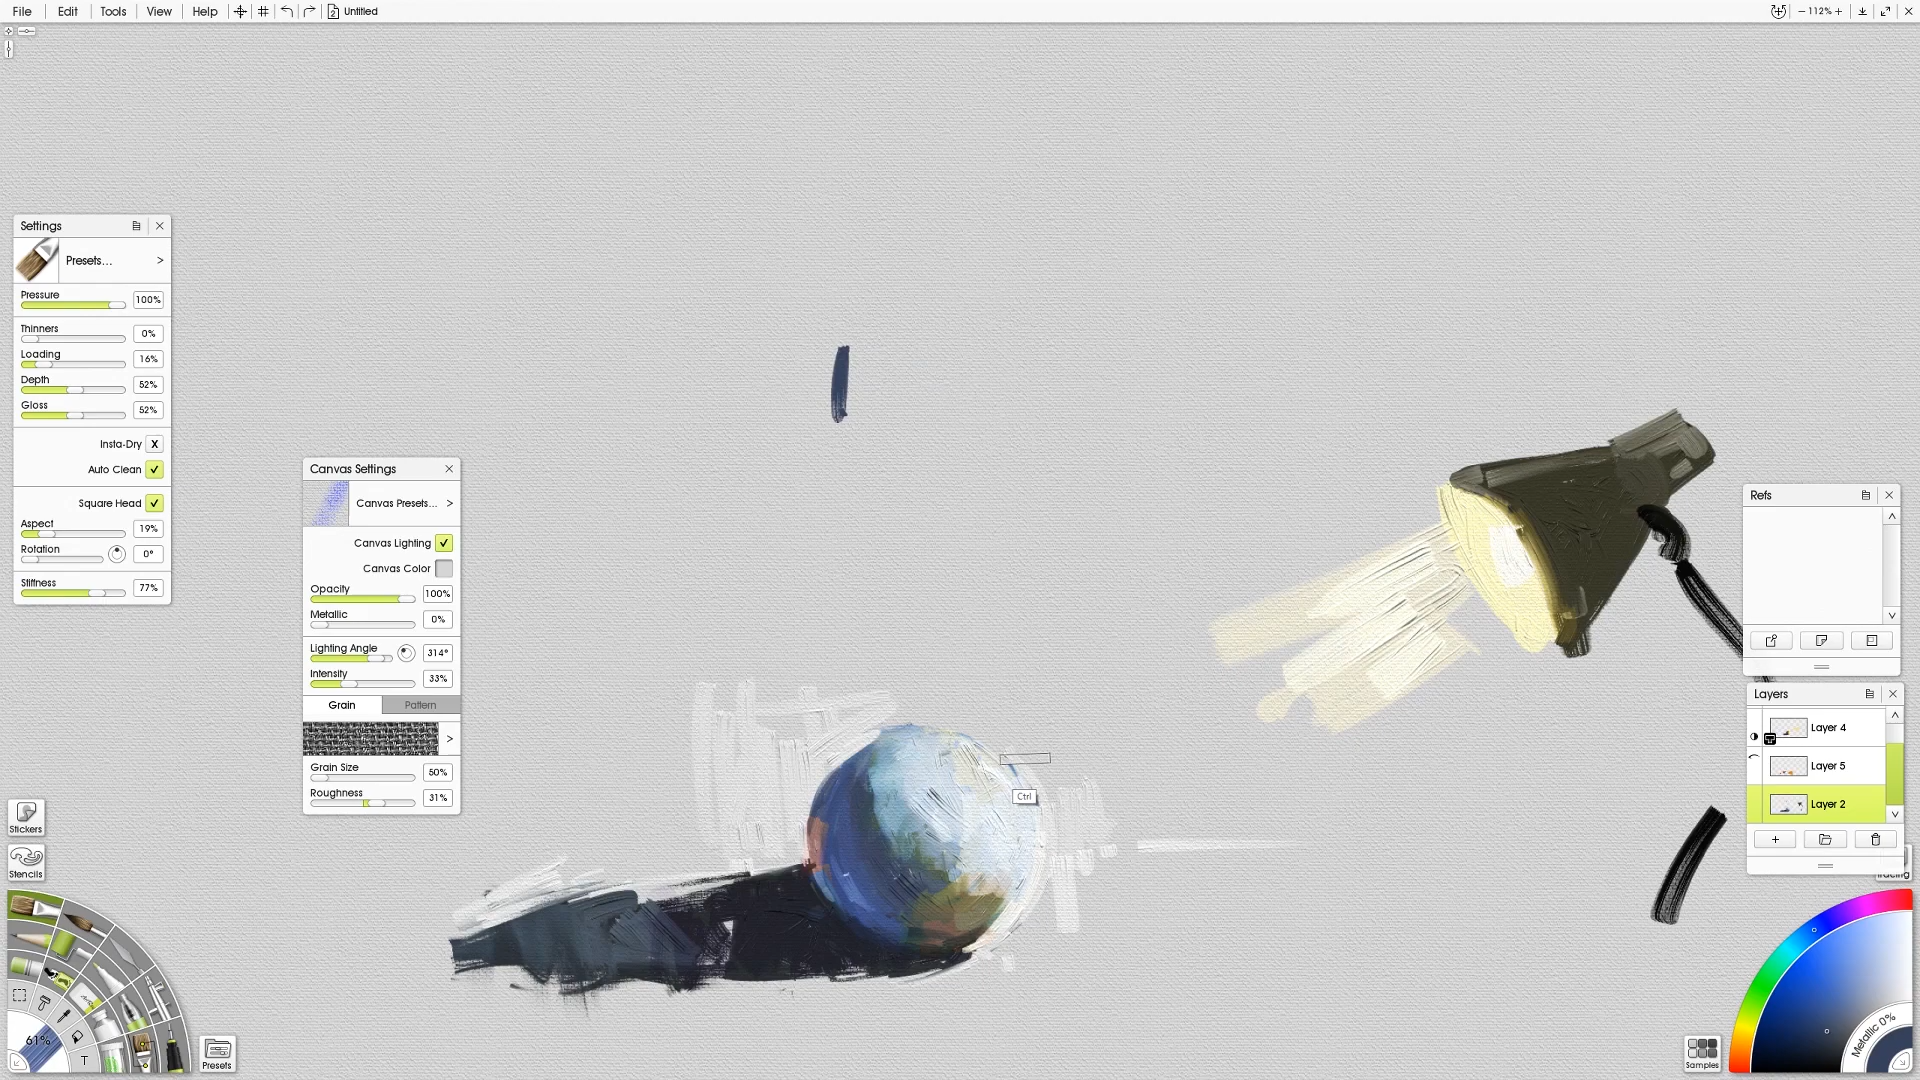 File Edit Tools View Help Untitled − 112% +
Settings
Presets... >
Pressure 100%
Thinners 0%
Loading 16%
Depth 52%
Gloss 52%
Insta-Dry X
Auto Clean ✓
Square Head ✓
Aspect 19%
Rotation 0°
Stiffness 77%
Canvas Settings
Canvas Presets... >
Canvas Lighting ✓
Canvas Color
Opacity 100%
Metallic 0%
Lighting Angle 314°
Intensity 33%
Grain Pattern
Grain Size 50%
Roughness 31%
Ctrl
Refs
Layers
Layer 4
Layer 5
Layer 2
Stickers
Stencils
61%
T
Presets
Samples
Metallic 0%